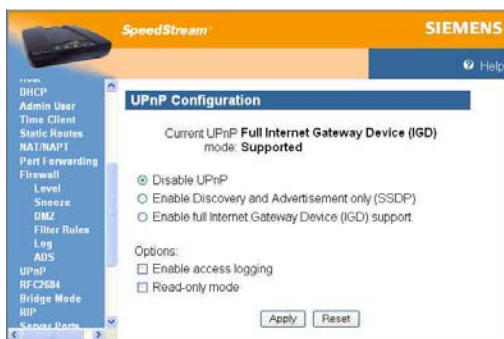 SpeedStream
SIEMENS
Help
Host
DHCP
Admin User
Time Client
Static Routes
NAT/NAPT
Port Forwarding
Firewall
Level
Snooze
DMZ
Filter Rules
Log
ADS
UPnP
RFC2684
Bridge Mode
RIP
Server Ports
UPnP Configuration
Current UPnP Full Internet Gateway Device (IGD)
mode: Supported
Disable UPnP
Enable Discovery and Advertisement only (SSDP)
Enable full Internet Gateway Device (IGD) support
Options:
Enable access logging
Read-only mode
Apply Reset